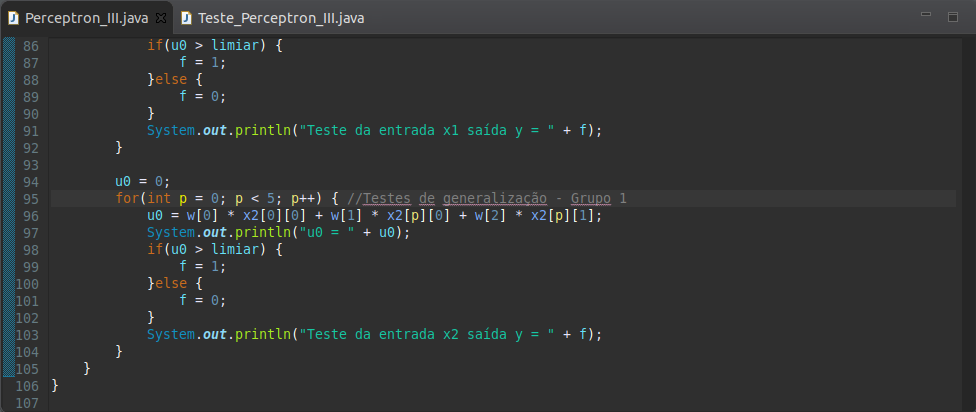 Perceptron_III.java Teste_Perceptron_III.java
86 if(u0 > limiar) {
87 f = 1;
88 }else {
89 f = 0;
90 }
91 System.out.println("Teste da entrada x1 saída y = " + f);
92 }
93
94 u0 = 0;
95 for(int p = 0; p < 5; p++) { //Testes de generalização - Grupo 1
96 u0 = w[0] * x2[0][0] + w[1] * x2[p][0] + w[2] * x2[p][1];
97 System.out.println("u0 = " + u0);
98 if(u0 > limiar) {
99 f = 1;
100 }else {
101 f = 0;
102 }
103 System.out.println("Teste da entrada x2 saída y = " + f);
104 }
105 }
106 }
107